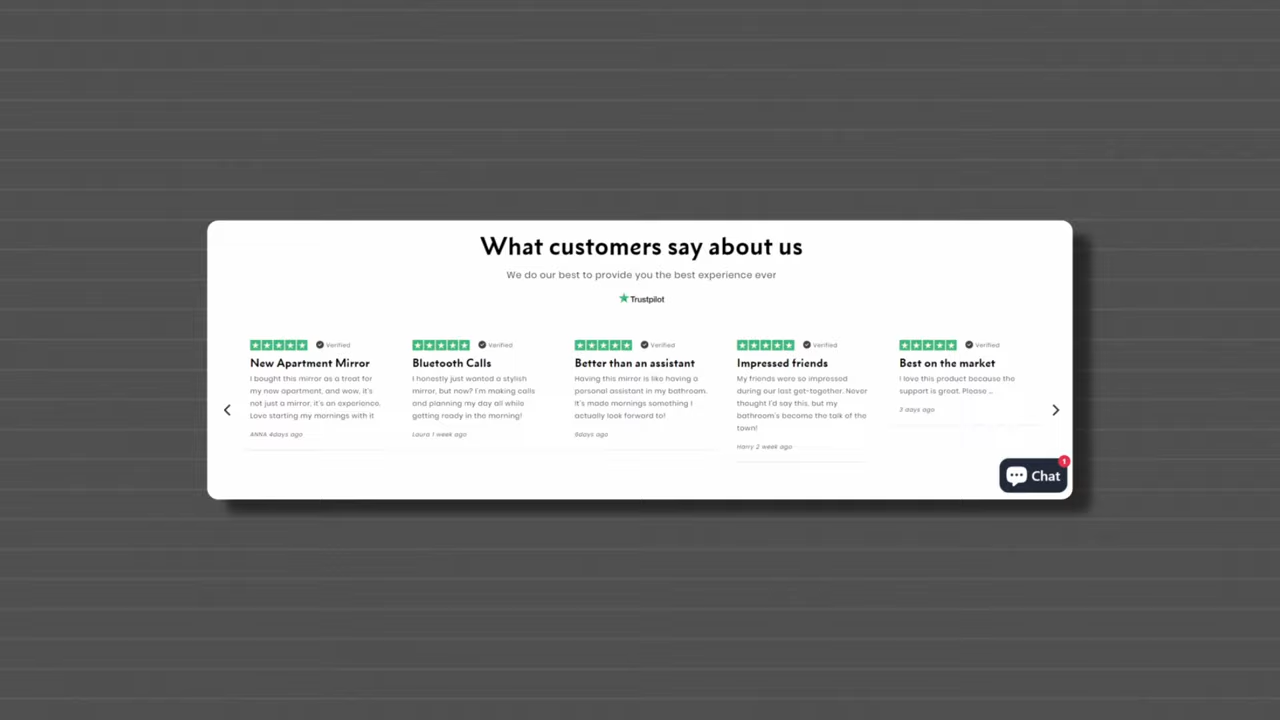 What customers say about us
We do our best to provide you the best experience ever
Trustpilot
Verified
New Apartment Mirror
I bought this mirror as a treat for
my new apartment, and wow, it's
not just a mirror, it's an experience.
Love starting my mornings with it
ANNA 4days ago
Verified
Bluetooth Calls
I honestly just wanted a stylish
mirror, but now? I'm making calls
and planning my day all while
getting ready in the morning!
Laura 1 week ago
Verified
Better than an assistant
Having this mirror is like having a
personal assistant in my bathroom.
It's made mornings something I
actually look forward to!
6days ago
Verified
Impressed friends
My friends were so impressed
during our last get-together. Never
thought I'd say this, but my
bathroom's become the talk of the
town!
Harry 2 week ago
Verified
Best on the market
I love this product because the
support is great. Please ...
3 days ago
1
Chat